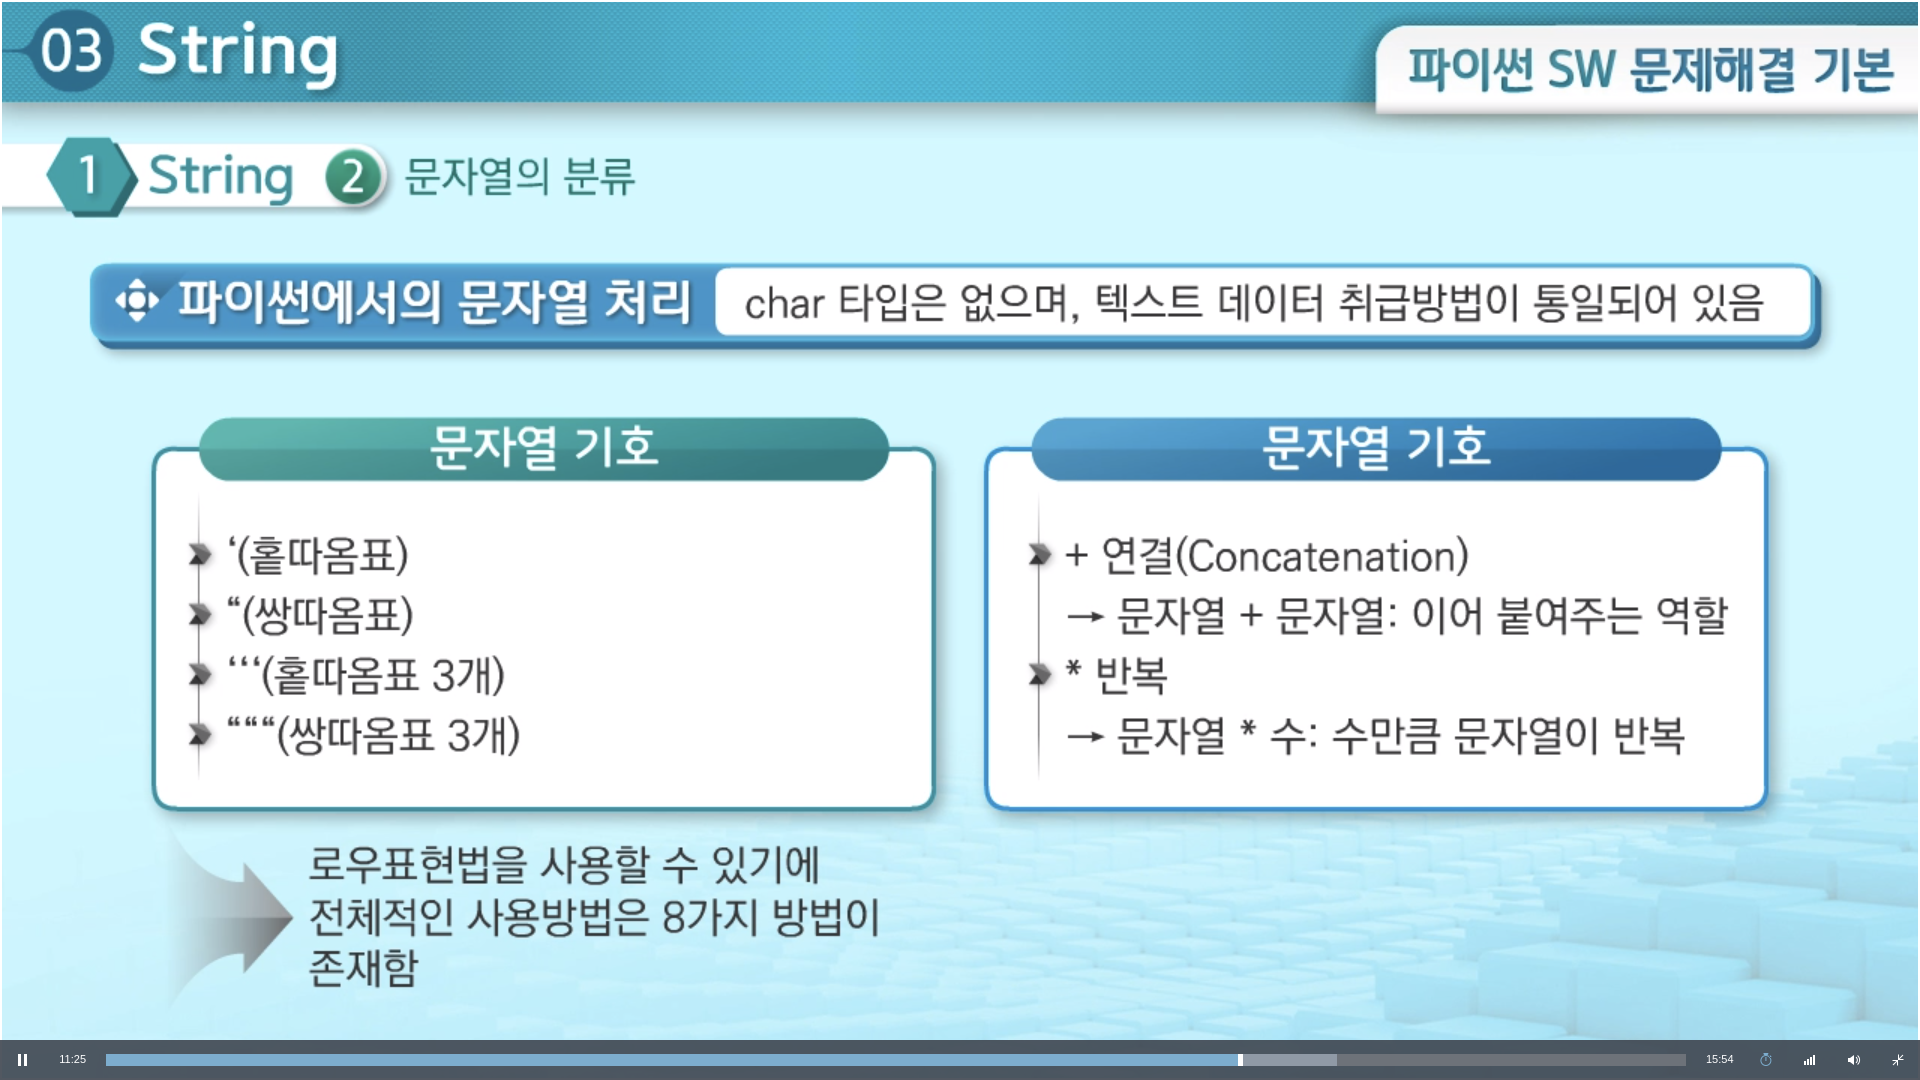 03 String
파이썬 SW 문제해결 기본
1 String 2 문자열의 분류
파이썬에서의 문자열 처리 char 타입은 없으며, 텍스트 데이터 취급방법이 통일되어 있음
문자열 기호
‘(홑따옴표)
“(쌍따옴표)
‘‘‘(홑따옴표 3개)
“““(쌍따옴표 3개)
문자열 기호
+ 연결(Concatenation)
→ 문자열 + 문자열: 이어 붙여주는 역할
* 반복
→ 문자열 * 수: 수만큼 문자열이 반복
로우표현법을 사용할 수 있기에
전체적인 사용방법은 8가지 방법이
존재함
11:25
15:54